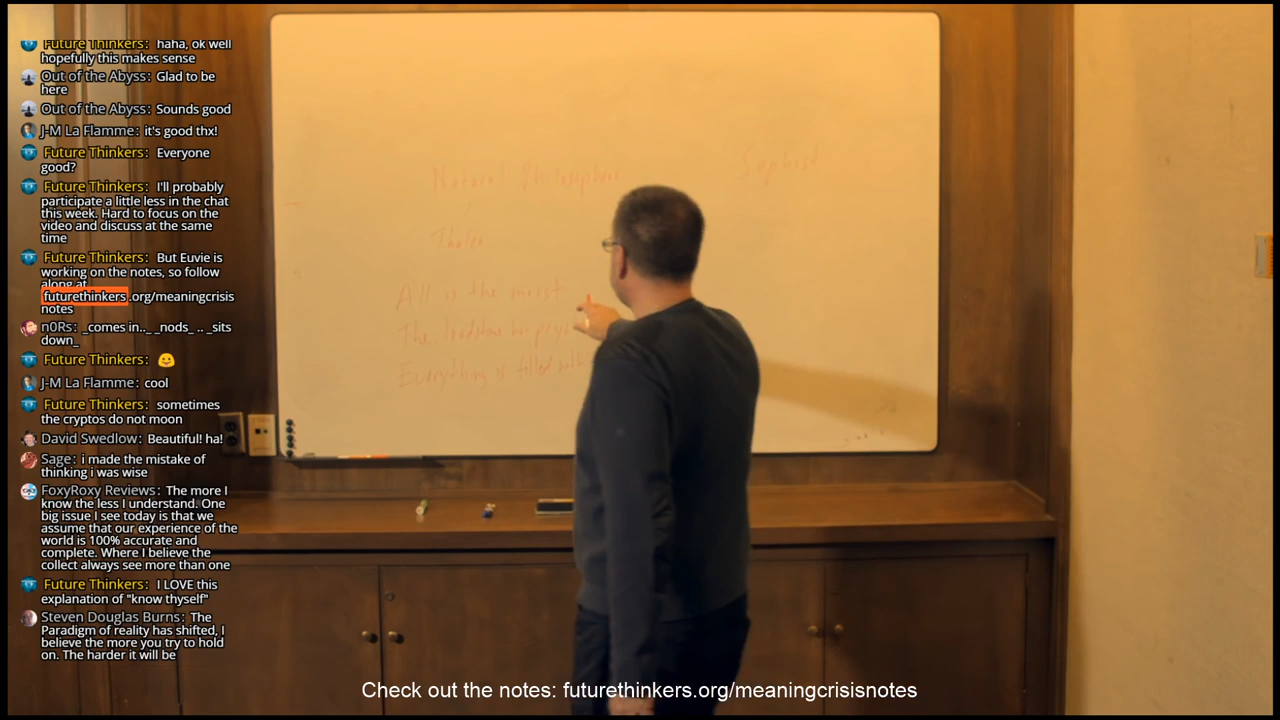 Future Thinkers: haha, ok well
hopefully this makes sense
Out of the Abyss: Glad to be
here
Out of the Abyss: Sounds good
J-M La Flamme: it's good thx!
Future Thinkers: Everyone
good?
Future Thinkers: I'll probably
participate a little less in the chat
this week. Hard to focus on the
video and discuss at the same
time
Future Thinkers: But Euvie is
working on the notes, so follow
along at
futurethinkers.org/meaningcrisis
notes
n0Rs: _comes in.._ _nods_ .. _sits
down_
Future Thinkers: 🙂
J-M La Flamme: cool
Future Thinkers: sometimes
the cryptos do not moon
David Swedlow: Beautiful! ha!
Sage: i made the mistake of
thinking i was wise
FoxyRoxy Reviews: The more I
know the less I understand. One
big issue I see today is that we
assume that our experience of the
world is 100% accurate and
complete. Where I believe the
collect always see more than one
Future Thinkers: I LOVE this
explanation of "know thyself"
Steven Douglas Burns: The
Paradigm of reality has shifted, I
believe the more you try to hold
on. The harder it will be
Natural Philosophers
Sophist
Thales
All is the moist
The lodestone has psyc
Everything is filled with
Check out the notes: futurethinkers.org/meaningcrisisnotes